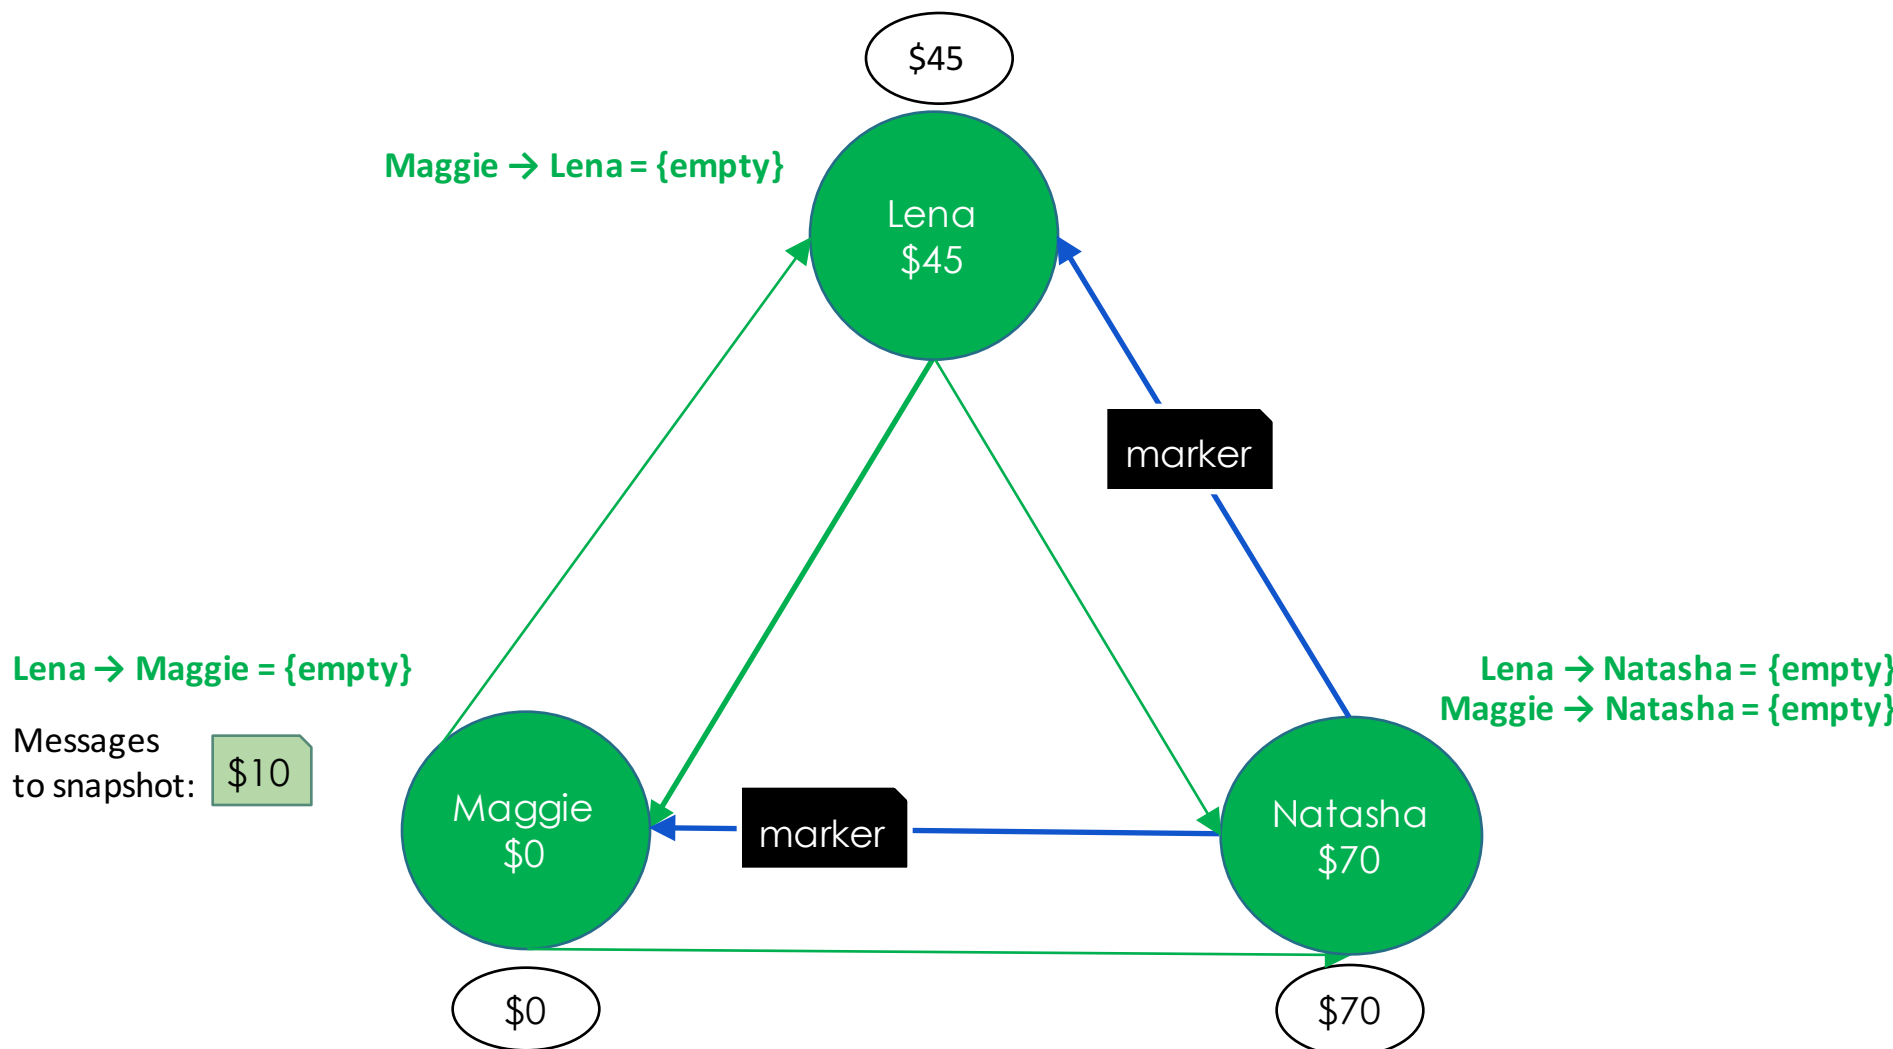 $45
Maggie → Lena = {empty}
Lena
$45
marker
Lena → Maggie = {empty}
Lena → Natasha = {empty}
Maggie → Natasha = {empty}
Messages
to snapshot:
$10
Maggie
$0
marker
Natasha
$70
$0
$70